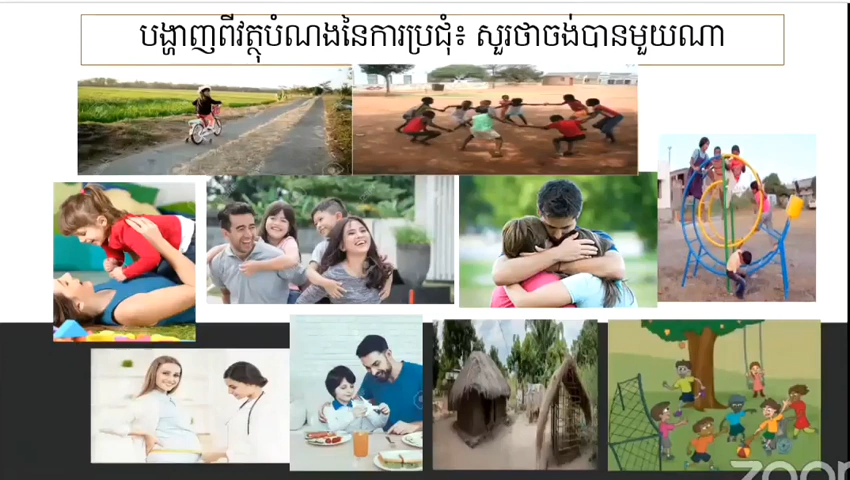 បង្ហាញពីវត្ថុបំណងនៃការប្រជុំ៖ សួរថាចង់បានមួយណា
zoom